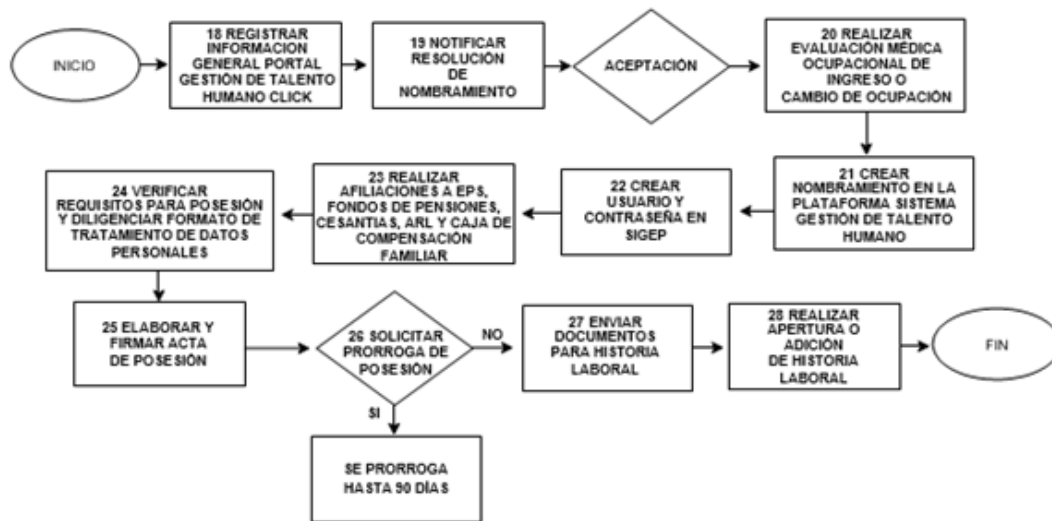 INICIO
18 REGISTRAR
INFORMACION
GENERAL PORTAL
GESTIÓN DE TALENTO
HUMANO CLICK
19 NOTIFICAR
RESOLUCIÓN
DE
NOMBRAMIENTO
ACEPTACIÓN
20 REALIZAR
EVALUACIÓN MÉDICA
OCUPACIONAL DE
INGRESO O
CAMBIO DE OCUPACIÓN
21 CREAR
NOMBRAMIENTO EN LA
PLATAFORMA SISTEMA
GESTIÓN DE TALENTO
HUMANO
22 CREAR
USUARIO Y
CONTRASEÑA EN
SIGEP
23 REALIZAR
AFILIACIONES A EPS,
FONDOS DE PENSIONES,
CESANTIAS, ARL Y CAJA DE
COMPENSACIÓN
FAMILIAR
24 VERIFICAR
REQUISITOS PARA POSESIÓN
Y DILIGENCIAR FORMATO DE
TRATAMIENTO DE DATOS
PERSONALES
25 ELABORAR Y
FIRMAR ACTA
DE POSESIÓN
26 SOLICITAR
PRORROGA DE
POSESIÓN
NO
SI
SE PRORROGA
HASTA 90 DÍAS
27 ENVIAR
DOCUMENTOS
PARA HISTORIA
LABORAL
28 REALIZAR
APERTURA O
ADICIÓN
DE HISTORIA
LABORAL
FIN